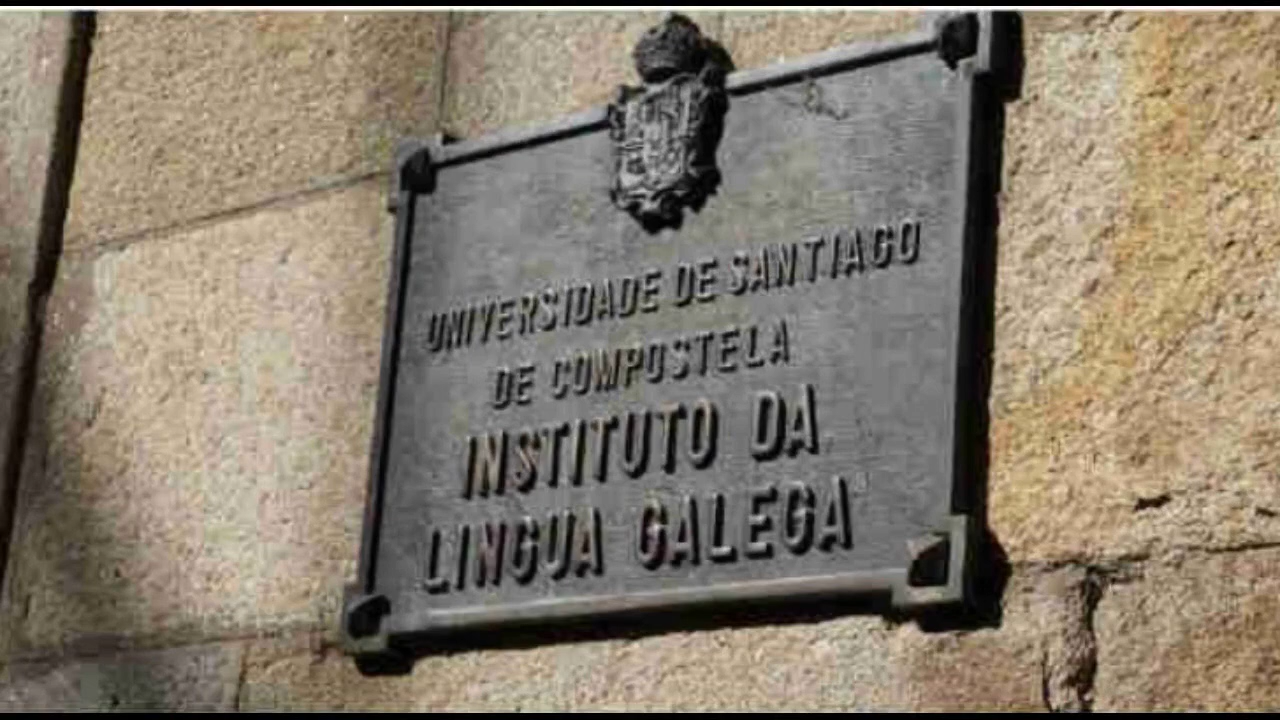 UNIVERSIDADE DE SANTIAGO
DE COMPOSTELA
INSTITUTO DA
LINGUA GALEGA